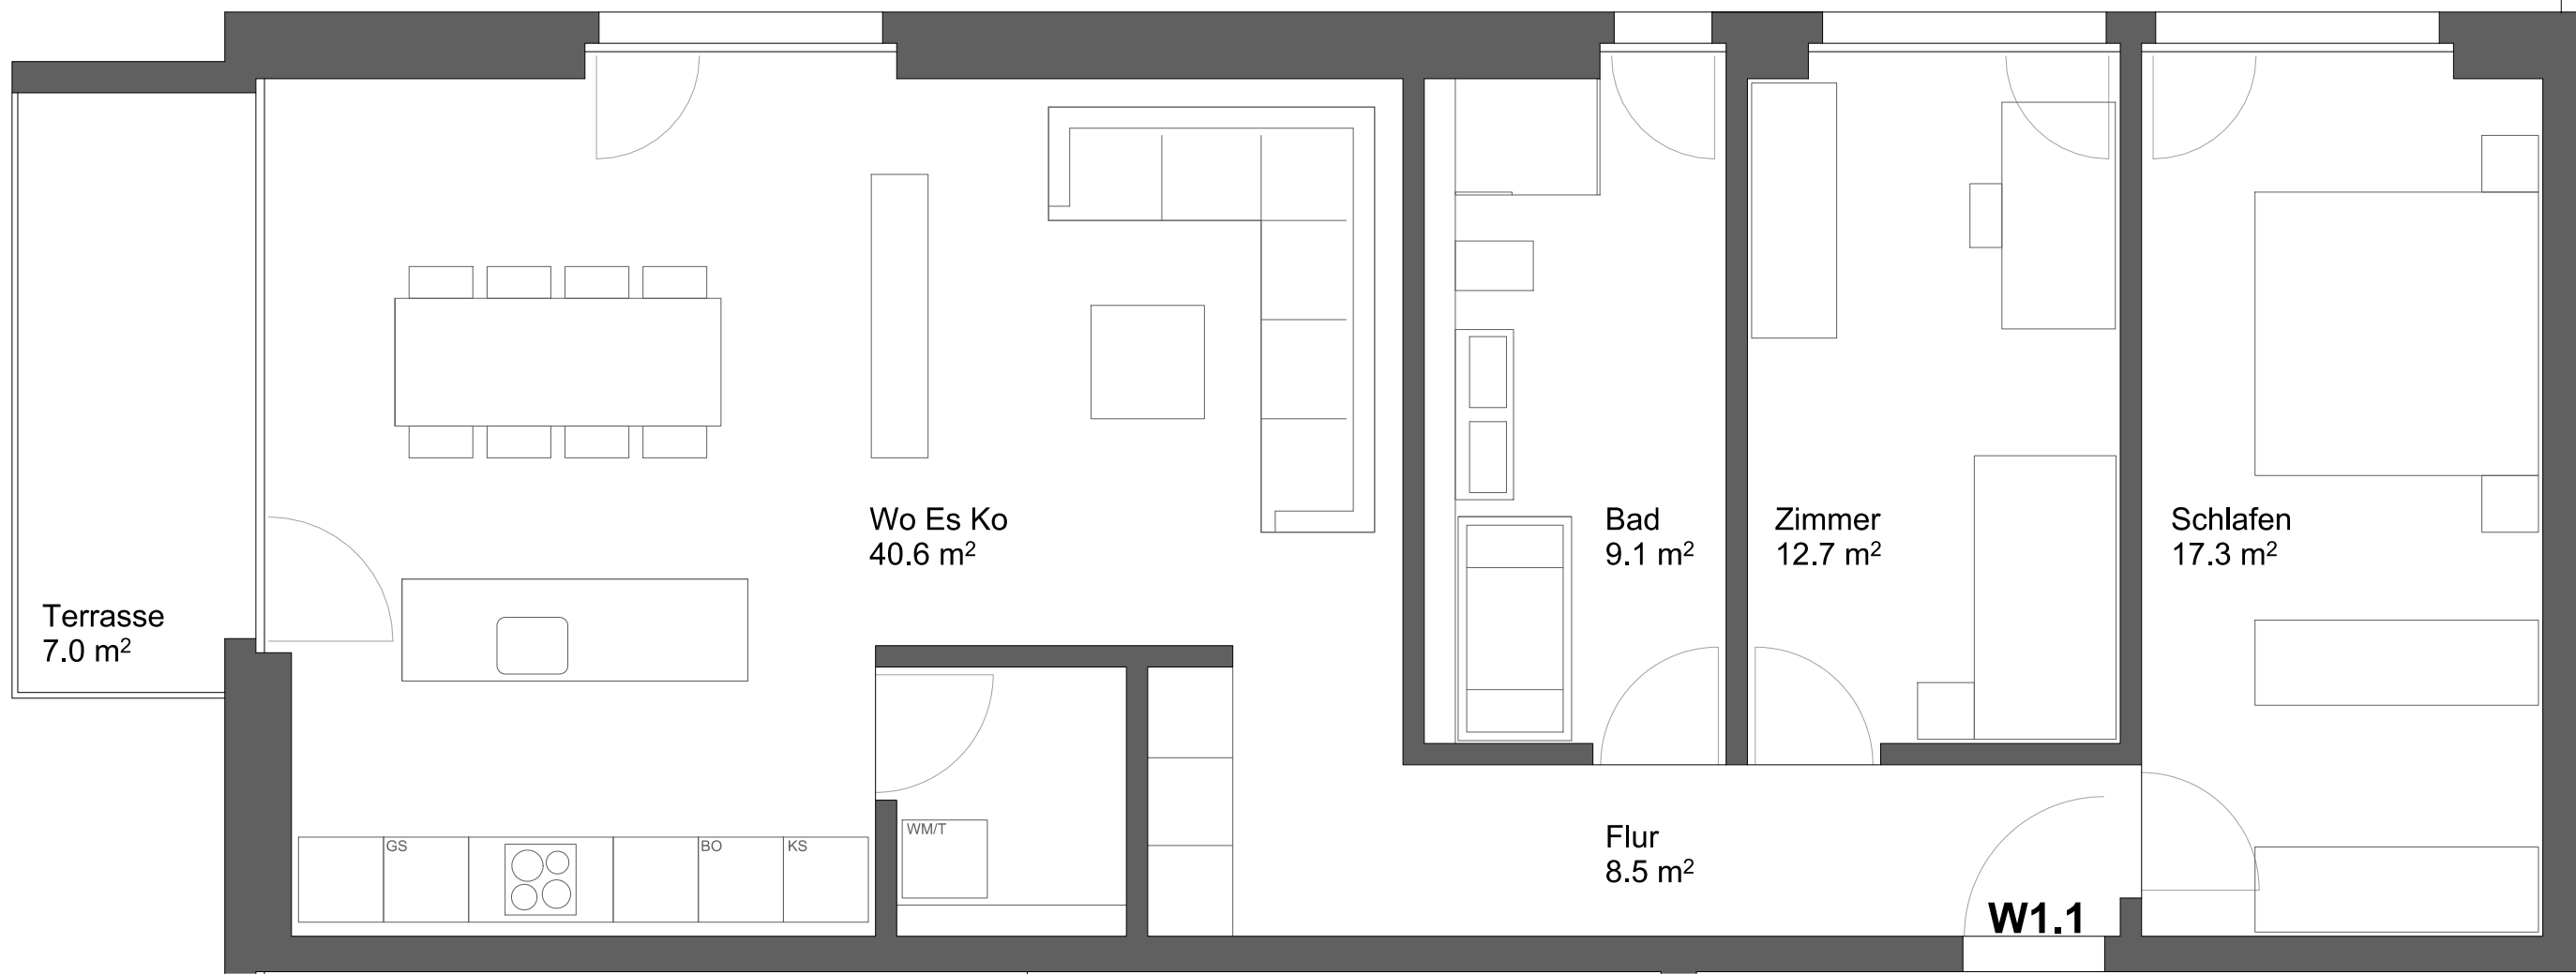 Wo Es Ko
40.6 m²
Bad
9.1 m²
Zimmer
12.7 m²
Schlafen
17.3 m²
Terrasse
7.0 m²
WM/T
Flur
8.5 m²
GS
BO
KS
W1.1